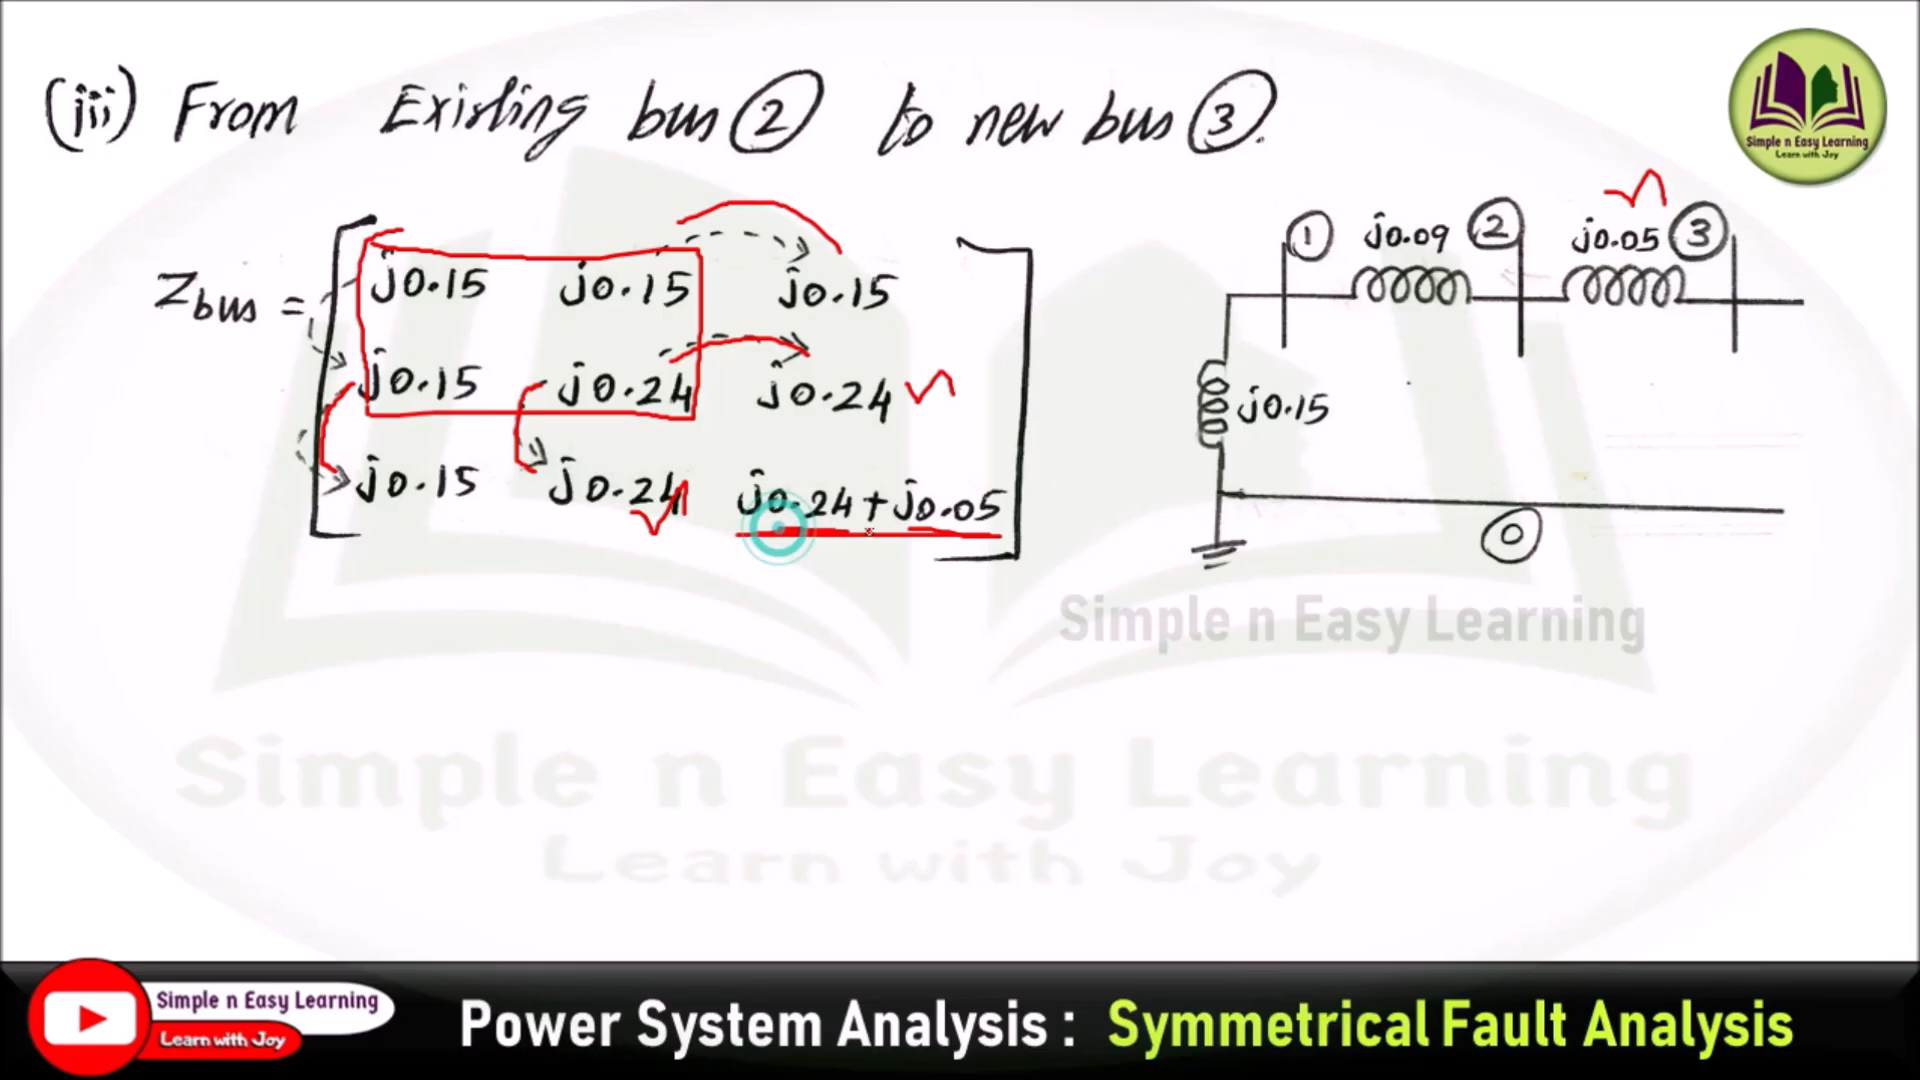 (iii) From Existing bus ② to new bus ③.
Simple n Easy Learning
Learn with Joy
① j0.09 ② j0.05 ③
Zbus = j0.15 j0.15 j0.15
j0.15 j0.24 j0.24
j0.15 j0.24 j0.24+j0.05
j0.15
⓪
Simple n Easy Learning
Simple n Easy Learning
Learn with Joy
Simple n Easy Learning
Learn with Joy
Power System Analysis : Symmetrical Fault Analysis